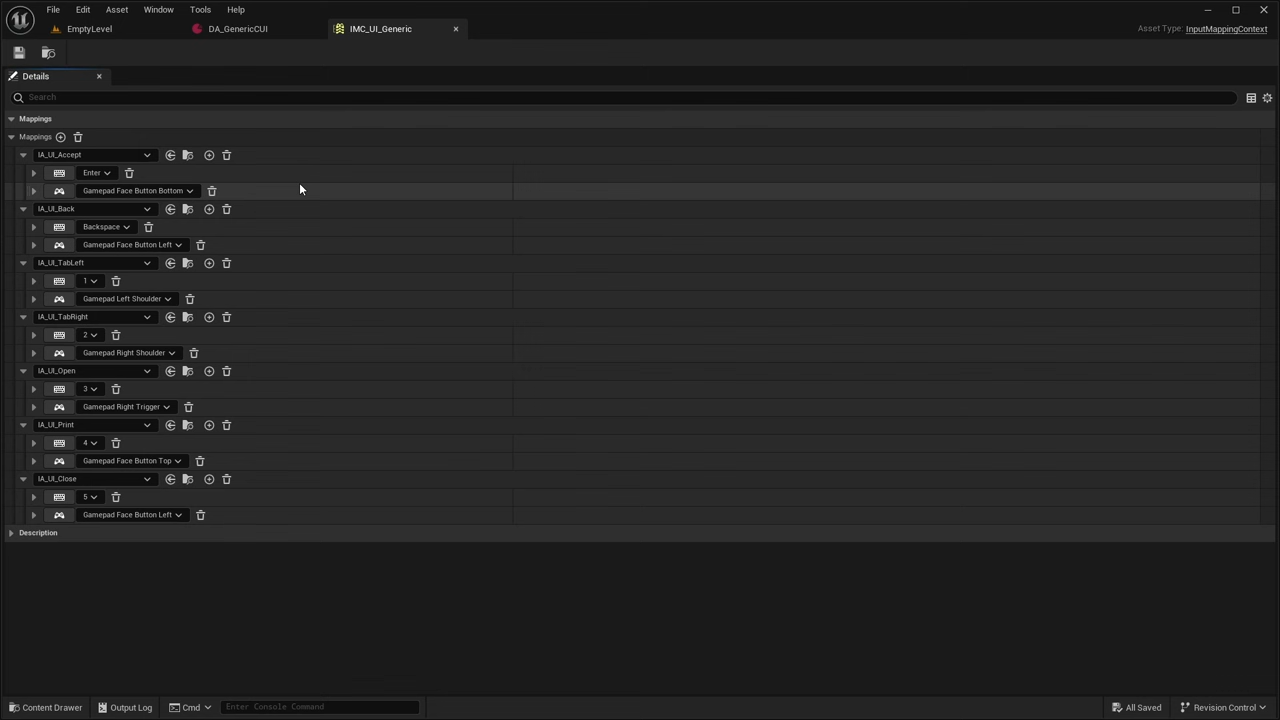 File Edit Asset Window Tools Help
EmptyLevel DA_GenericCUI IMC_UI_Generic Asset Type: InputMappingContext
Details
Search
Mappings
Mappings
IA_UI_Accept
Enter
Gamepad Face Button Bottom
IA_UI_Back
Backspace
Gamepad Face Button Left
IA_UI_TabLeft
1
Gamepad Left Shoulder
IA_UI_TabRight
2
Gamepad Right Shoulder
IA_UI_Open
3
Gamepad Right Trigger
IA_UI_Print
4
Gamepad Face Button Top
IA_UI_Close
5
Gamepad Face Button Left
Description
Content Drawer Output Log Cmd Enter Console Command All Saved Revision Control